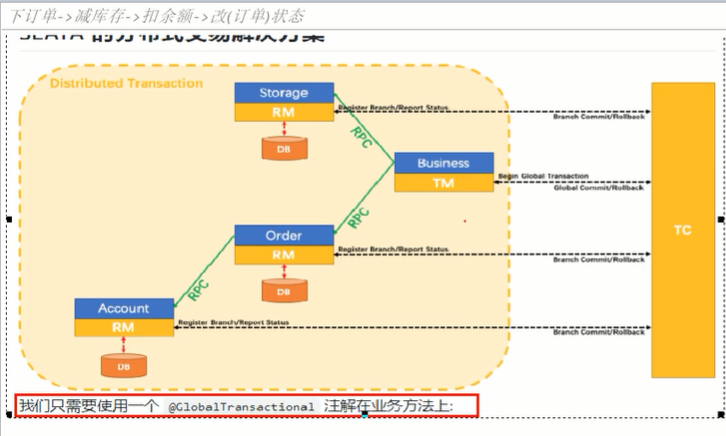 下订单->减库存->扣余额->改(订单)状态
SEATA 的分布式交易解决方案
Distributed Transaction
Storage
RM
DB
Register Branch/Report Status
Branch Commit/Rollback
RPC
Business
TM
Begin Global Transaction
Global Commit/Rollback
TC
RPC
Order
RM
DB
Register Branch/Report Status
Branch Commit/Rollback
RPC
Account
RM
DB
Register Branch/Report Status
Branch Commit/Rollback
我们只需要使用一个 @GlobalTransactional 注解在业务方法上: